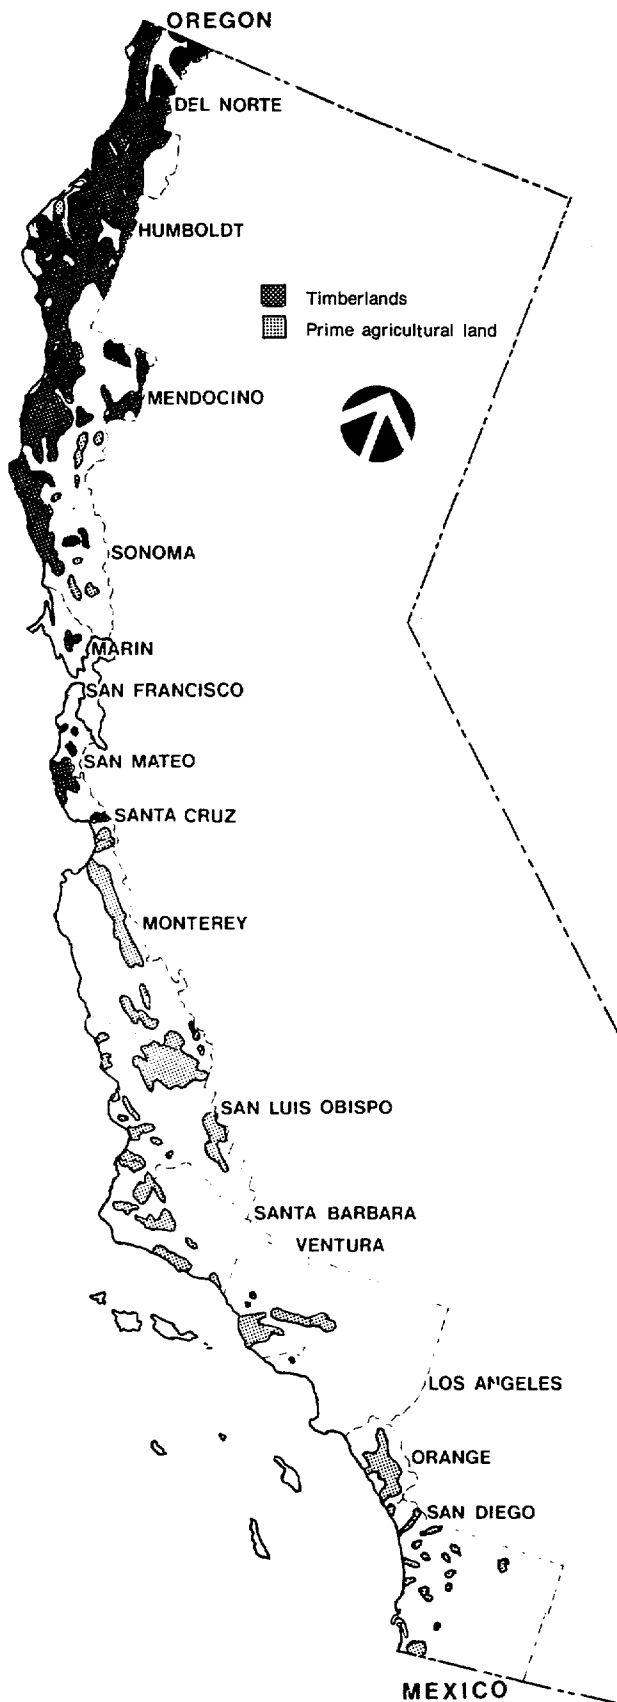 OREGON
DEL NORTE
HUMBOLDT
Timberlands
Prime agricultural land
MENDOCINO
SONOMA
MARIN
SAN FRANCISCO
SAN MATEO
SANTA CRUZ
MONTEREY
SAN LUIS OBISPO
SANTA BARBARA
VENTURA
LOS ANGELES
ORANGE
SAN DIEGO
MEXICO